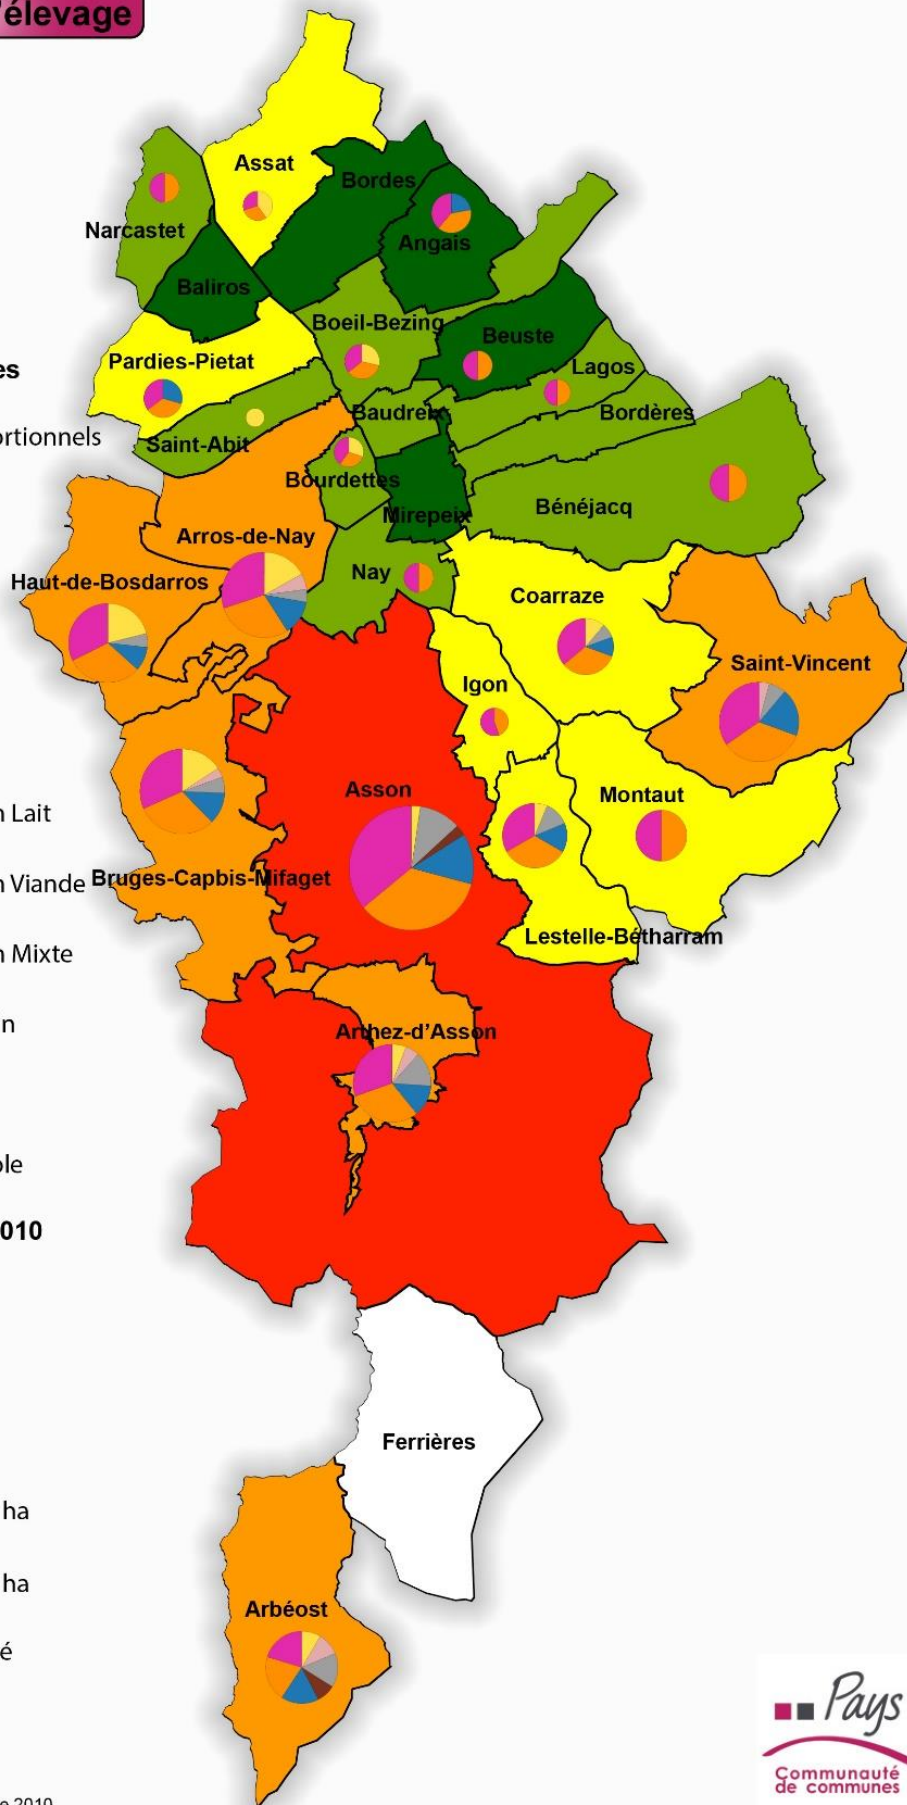 'élevage
Assat
Bordes
Narcastet
Angais
Baliros
Boeil-Bezing
Beuste
Pardies-Pietat
Lagos
es
Baudreix
Bordères
ortionnels
Saint-Abit
Bourdettes
Bénéjacq
Mirepeix
Arros-de-Nay
Nay
Haut-de-Bosdarros
Coarraze
Saint-Vincent
Igon
Asson
Montaut
n Lait
n Viande
Bruges-Capbis-Mifaget
Lestelle-Bétharram
n Mixte
n
Arthez-d'Asson
ole
010
Ferrières
ha
ha
Arbéost
é
Pays
Communauté
de communes
e 2010